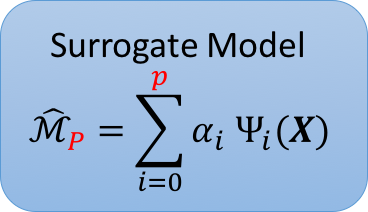 Surrogate Model
$\widehat{\mathcal{M}}_P = \sum_{i=0}^{p} \alpha_i \, \Psi_i(\boldsymbol{X})$